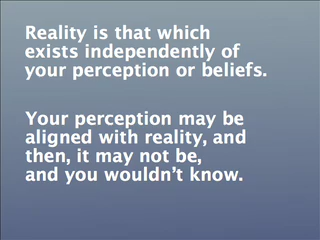 Reality is that which
exists independently of
your perception or beliefs.
Your perception may be
aligned with reality, and
then, it may not be,
and you wouldn’t know.